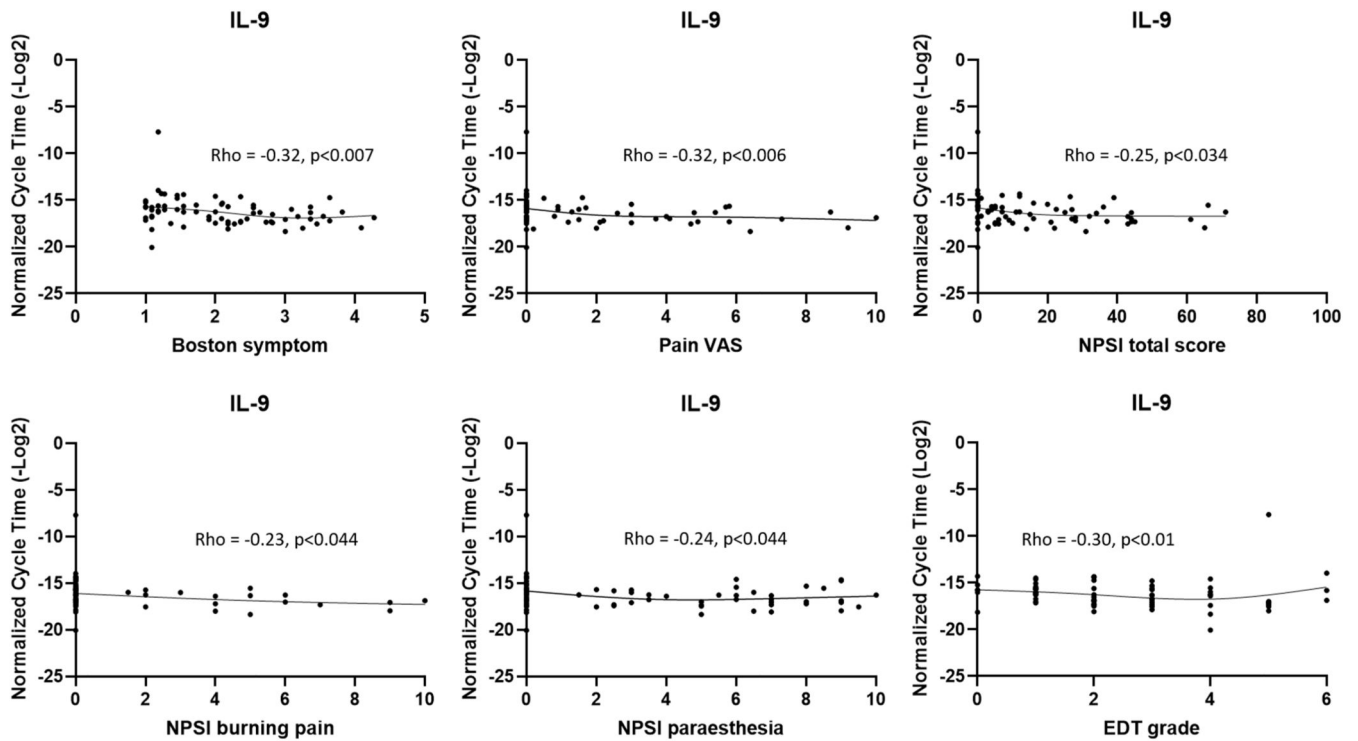 IL-9
Normalized Cycle Time (-Log2)
0
-5
-10
-15
-20
-25
Rho = -0.32, p<0.007
0 1 2 3 4 5
Boston symptom
IL-9
Normalized Cycle Time (-Log2)
0
-5
-10
-15
-20
-25
Rho = -0.32, p<0.006
0 2 4 6 8 10
Pain VAS
IL-9
Normalized Cycle Time (-Log2)
0
-5
-10
-15
-20
-25
Rho = -0.25, p<0.034
0 20 40 60 80 100
NPSI total score
IL-9
Normalized Cycle Time (-Log2)
0
-5
-10
-15
-20
-25
Rho = -0.23, p<0.044
0 2 4 6 8 10
NPSI burning pain
IL-9
Normalized Cycle Time (-Log2)
0
-5
-10
-15
-20
-25
Rho = -0.24, p<0.044
0 2 4 6 8 10
NPSI paraesthesia
IL-9
Normalized Cycle Time (Log2)
0
-5
-10
-15
-20
-25
Rho = -0.30, p<0.01
0 2 4 6
EDT grade